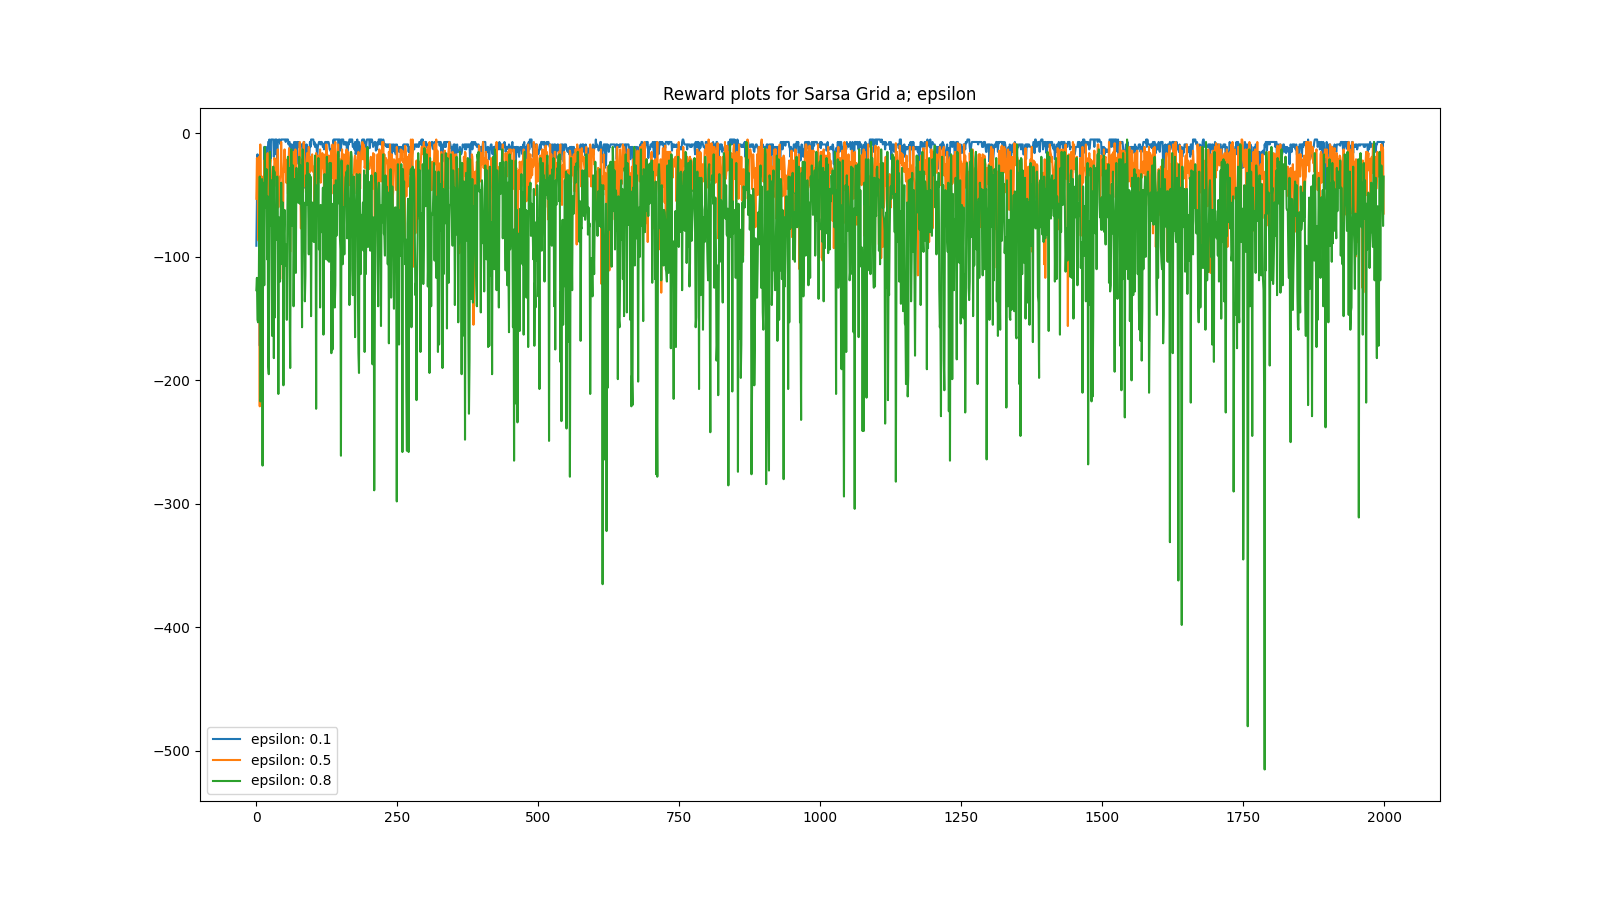 Reward plots for Sarsa Grid a; epsilon
0
−100
−200
−300
−400
−500
epsilon: 0.1
epsilon: 0.5
epsilon: 0.8
0 250 500 750 1000 1250 1500 1750 2000